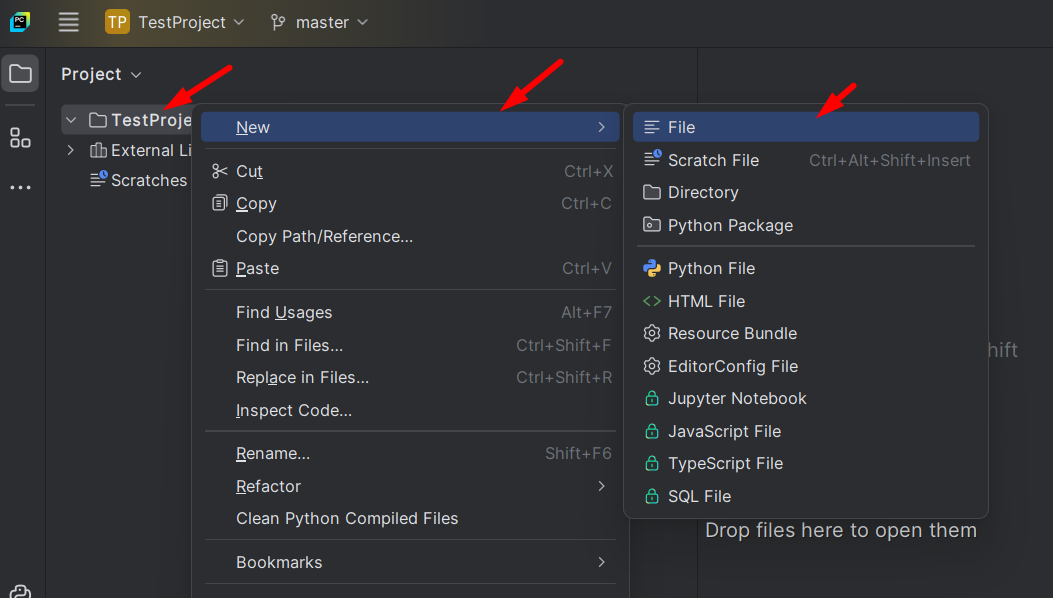 PC
TP TestProject master
Project
TestProje
External Li
Scratches
New
Cut Ctrl+X
Copy Ctrl+C
Copy Path/Reference...
Paste Ctrl+V
Find Usages Alt+F7
Find in Files... Ctrl+Shift+F
Replace in Files... Ctrl+Shift+R
Inspect Code...
Rename... Shift+F6
Refactor
Clean Python Compiled Files
Bookmarks
File
Scratch File Ctrl+Alt+Shift+Insert
Directory
Python Package
Python File
HTML File
Resource Bundle
EditorConfig File
Jupyter Notebook
JavaScript File
TypeScript File
SQL File
hift
Drop files here to open them